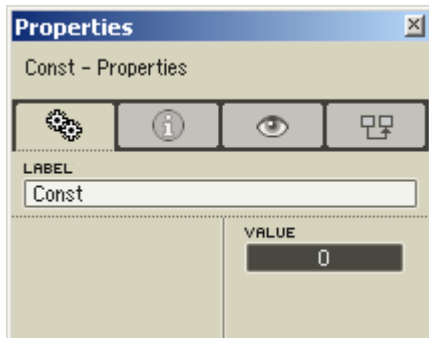 Properties
Const - Properties
LABEL
Const
VALUE
0